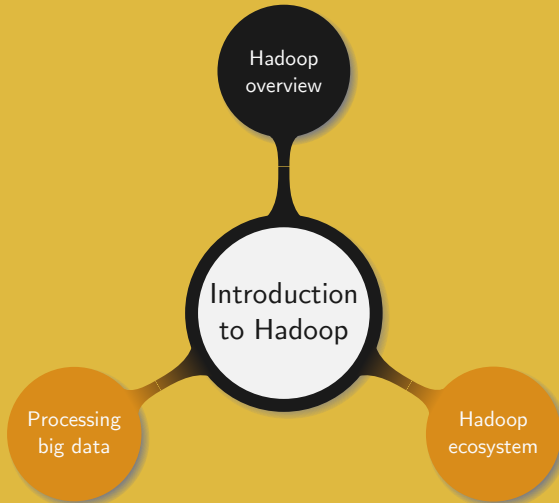 Hadoop
overview
Introduction
to Hadoop
Processing
big data
Hadoop
ecosystem